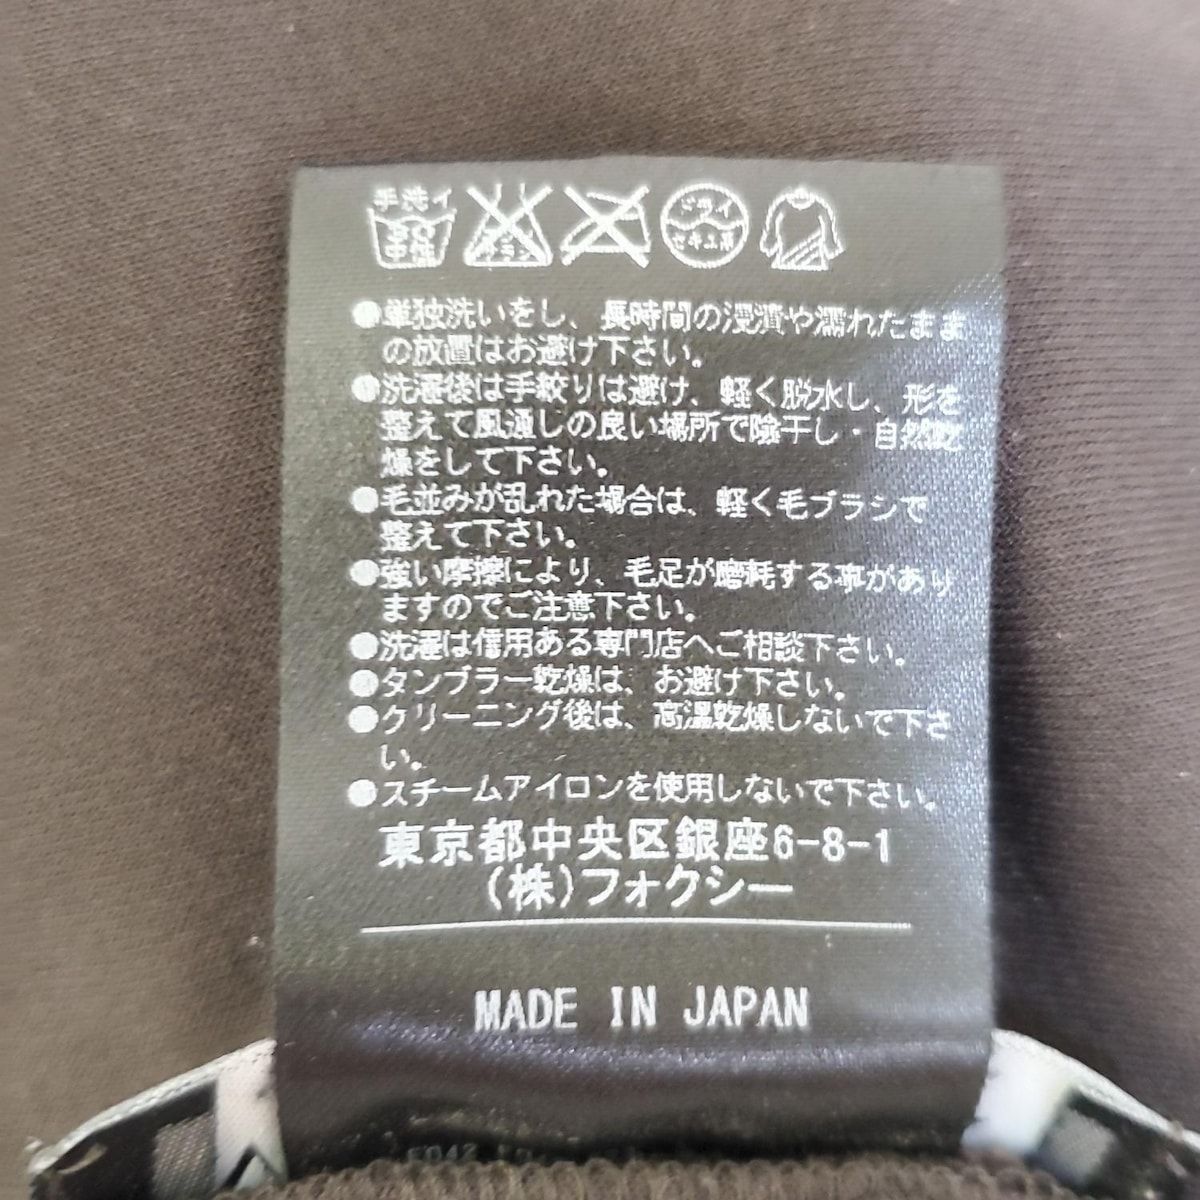 手洗イ
中性
エンソサラシ
ドライ
セキユ系
●単独洗いをし、長時間の浸漬や濡れたまま
の放置はお避け下さい。
●洗濯後は手絞りは避け、軽く脱水し、形を
整えて風通しの良い場所で陰干し・自然乾
燥をして下さい。
●毛並みが乱れた場合は、軽く毛ブラシで
整えて下さい。
●強い摩擦により、毛足が磨耗する事があり
ますのでご注意下さい。
●洗濯は信用ある専門店へご相談下さい。
●タンブラー乾燥は、お避け下さい。
●クリーニング後は、高温乾燥しないで下さ
い。
●スチームアイロンを使用しないで下さい。
東京都中央区銀座6-8-1
(株)フォクシー
MADE IN JAPAN